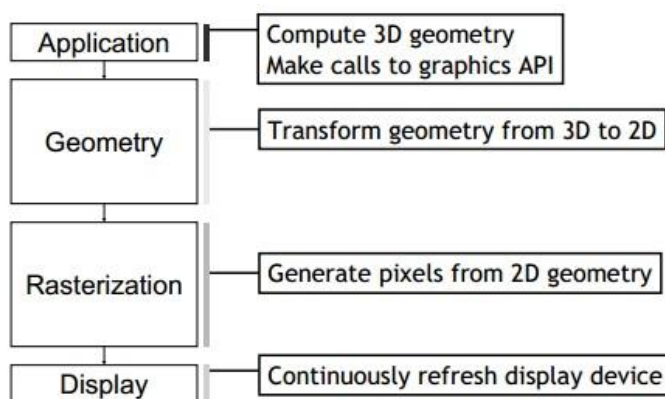 Application
Compute 3D geometry
Make calls to graphics API
Geometry
Transform geometry from 3D to 2D
Rasterization
Generate pixels from 2D geometry
Display
Continuously refresh display device